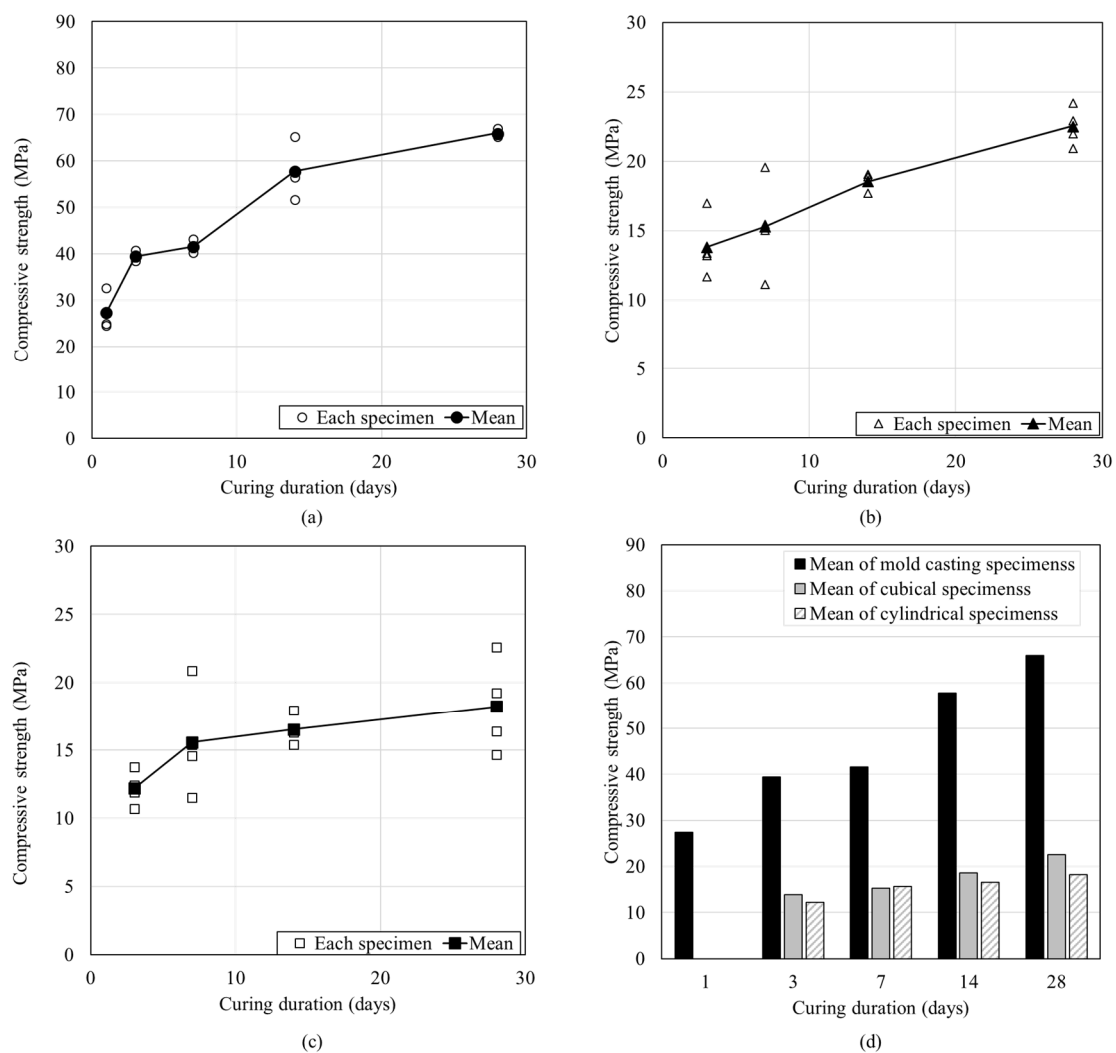 90
80
70
60
50
40
30
20
10
0
Compressive strength (MPa)
Each specimen Mean
0 10 20 30
Curing duration (days)
(a)
30
25
20
15
10
5
0
Compressive strength (MPa)
Each specimen Mean
0 10 20 30
Curing duration (days)
(b)
30
25
20
15
10
5
0
Compressive strength (MPa)
Each specimen Mean
0 10 20 30
Curing duration (days)
(c)
90
80
70
60
50
40
30
20
10
0
Compressive strength (MPa)
Mean of mold casting specimenss
Mean of cubical specimenss
Mean of cylindrical specimenss
1 3 7 14 28
Curing duration (days)
(d)